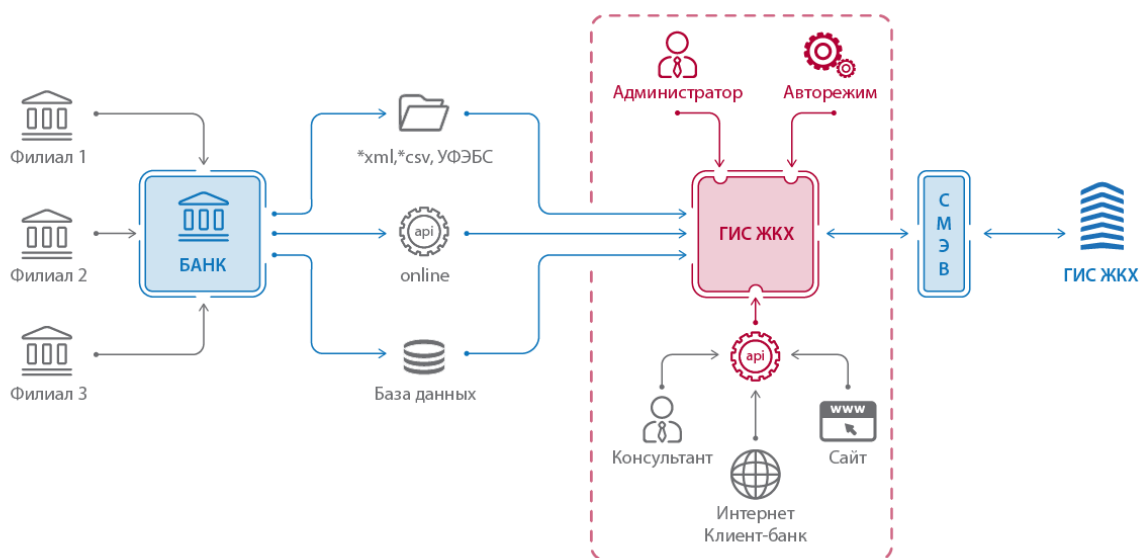 Филиал 1
Филиал 2
Филиал 3
БАНК
*xml,*csv, УФЭБС
api
online
База данных
Администратор
Авторежим
ГИС ЖКХ
api
Консультант
Интернет
Клиент-банк
www
Сайт
С
М
Э
В
ГИС ЖКХ